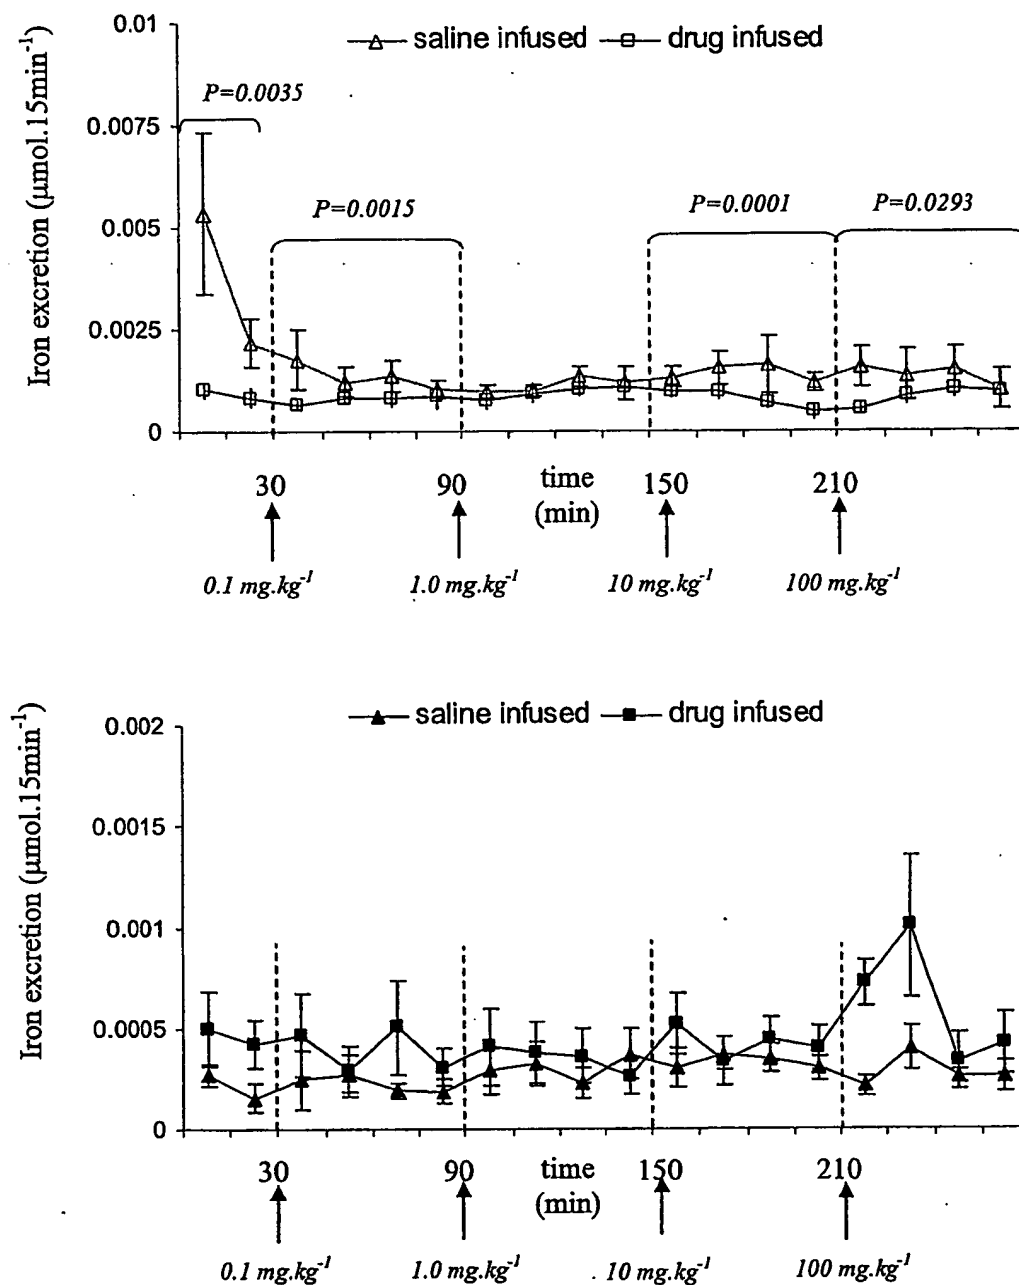 0.01
saline infused drug infused
P=0.0035
0.0075
P=0.0015
P=0.0001
P=0.0293
0.005
Iron excretion (µmol.15min⁻¹)
0.0025
0
30 90 time 150 210
(min)
0.1 mg.kg⁻¹ 1.0 mg.kg⁻¹ 10 mg.kg⁻¹ 100 mg.kg⁻¹
0.002
saline infused drug infused
0.0015
Iron excretion (µmol.15min⁻¹)
0.001
0.0005
0
30 90 time 150 210
(min)
0.1 mg.kg⁻¹ 1.0 mg.kg⁻¹ 10 mg.kg⁻¹ 100 mg.kg⁻¹